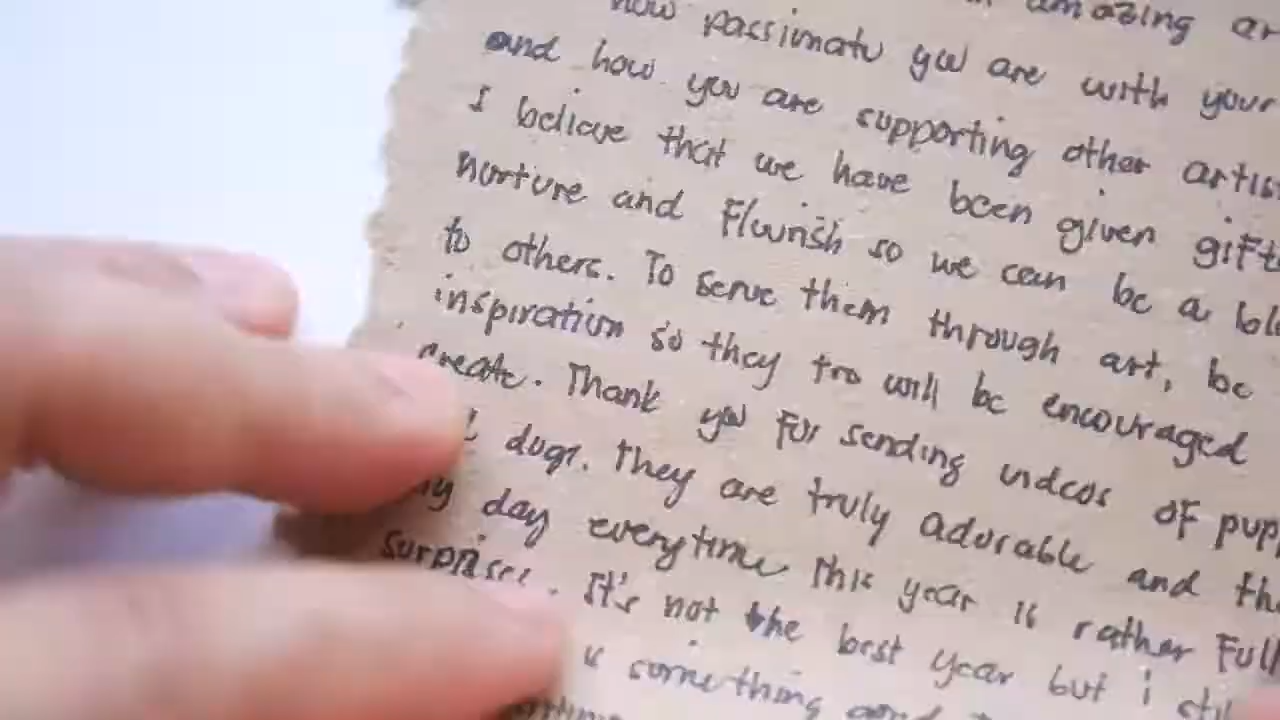 amazing
how passimate you are with your
and how you are supporting other
I believe that we have been given
nurture and Flourish so we can be a
to others. To serve them through art, be
inspiration so they too will be encouraged
create. Thank you For sending videos of
dogs. They are truly adorable and
day everytime. This year is rather Full
surprises. It's not the best year but i
is something